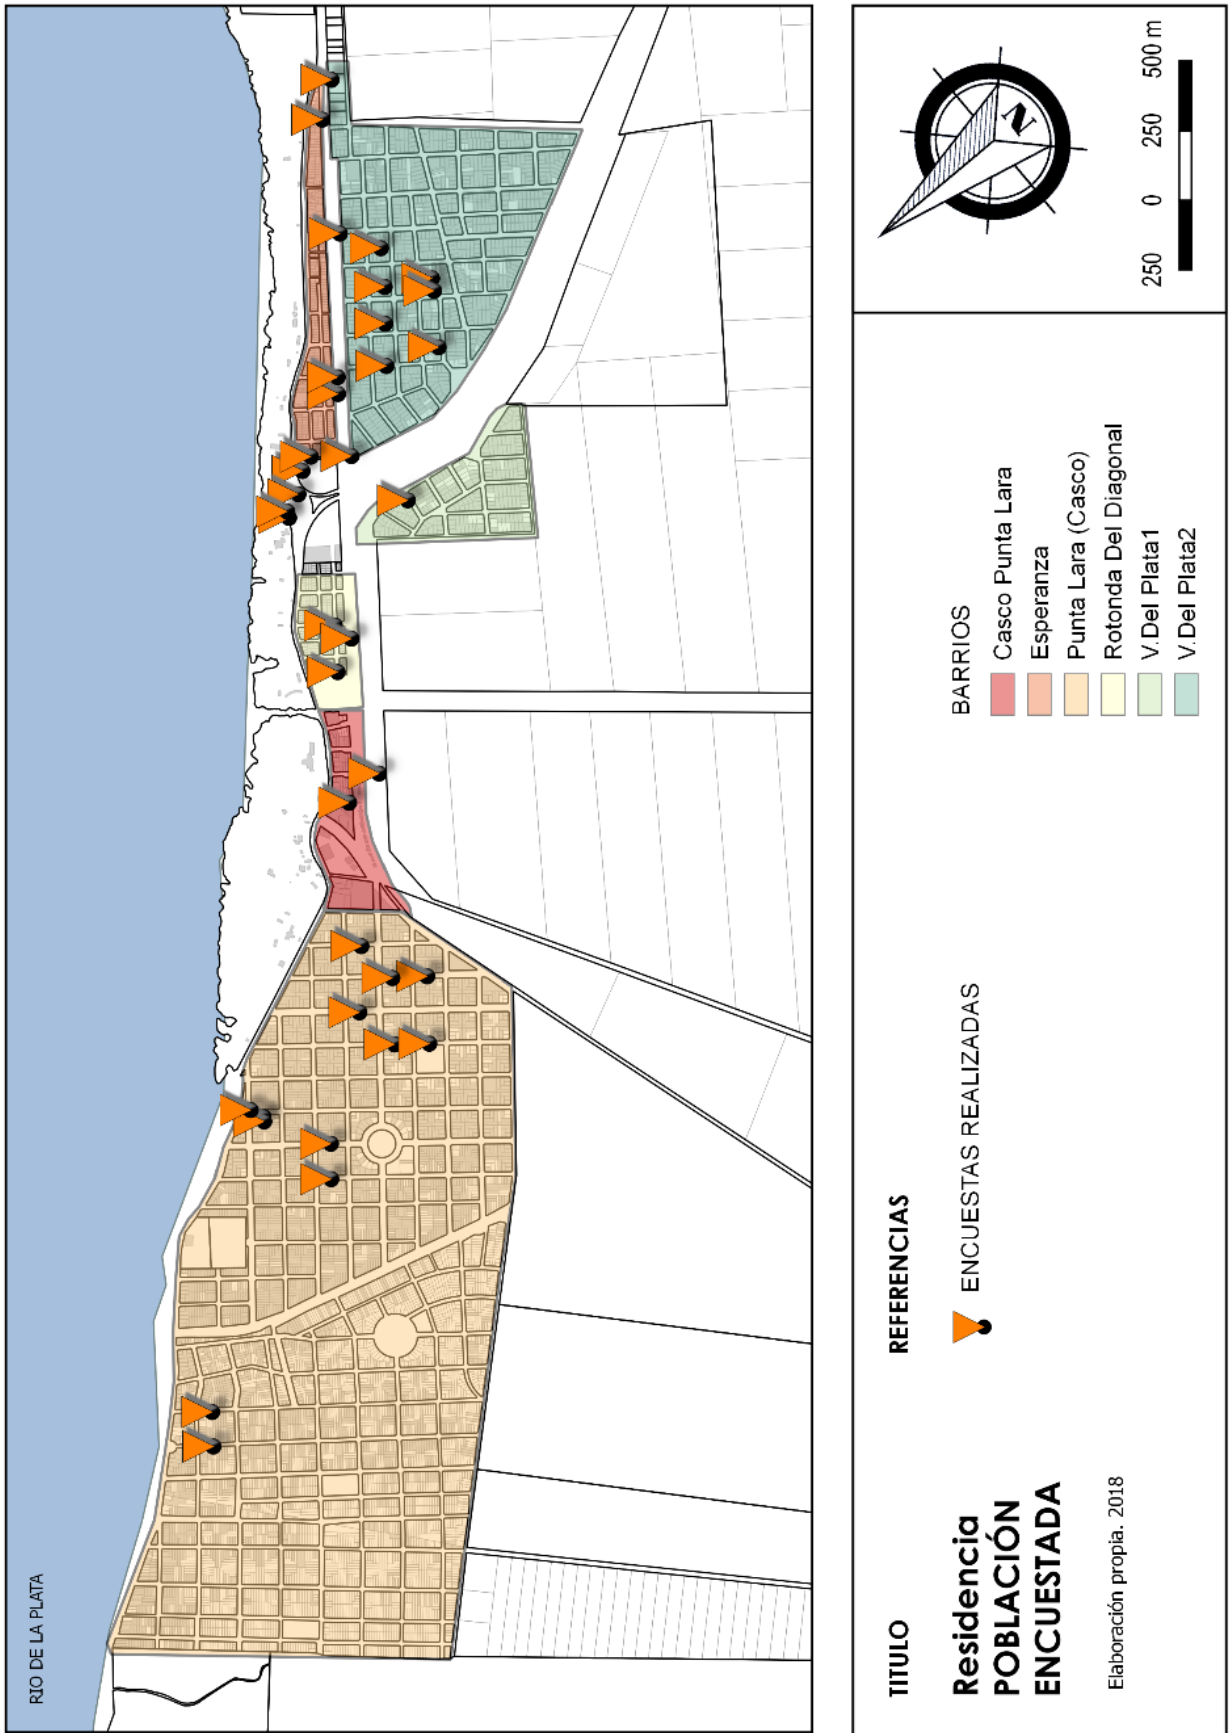 RIO DE LA PLATA
TITULO
Residencia
POBLACIÓN
ENCUESTADA
Elaboración propia. 2018
REFERENCIAS
ENCUESTAS REALIZADAS
BARRIOS
Casco Punta Lara
Esperanza
Punta Lara (Casco)
Rotonda Del Diagonal
V.Del Plata1
V.Del Plata2
N
250 0 250 500 m